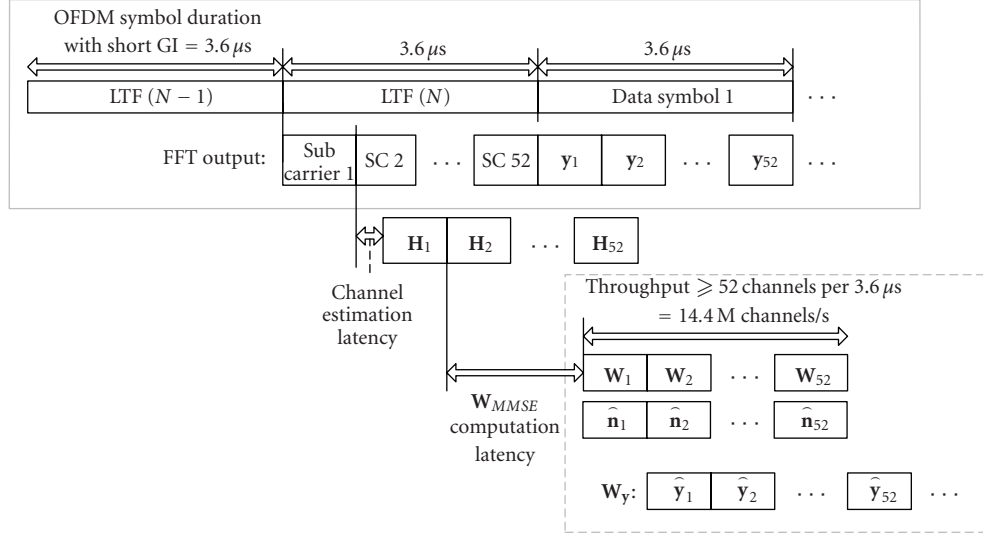 OFDM symbol duration
with short GI = 3.6 μs
3.6 μs
3.6 μs
LTF (N − 1)
LTF (N)
Data symbol 1
· · ·
FFT output:
Sub
carrier 1
SC 2
· · ·
SC 52
y₁
y₂
· · ·
y₅₂
· · ·
H₁
H₂
· · ·
H₅₂
Channel
estimation
latency
Throughput ⩾ 52 channels per 3.6 μs
= 14.4 M channels/s
W₁
W₂
· · ·
W₅₂
W_MMSE
computation
latency
n̂₁
n̂₂
· · ·
n̂₅₂
W_y:
ŷ₁
ŷ₂
· · ·
ŷ₅₂
· · ·